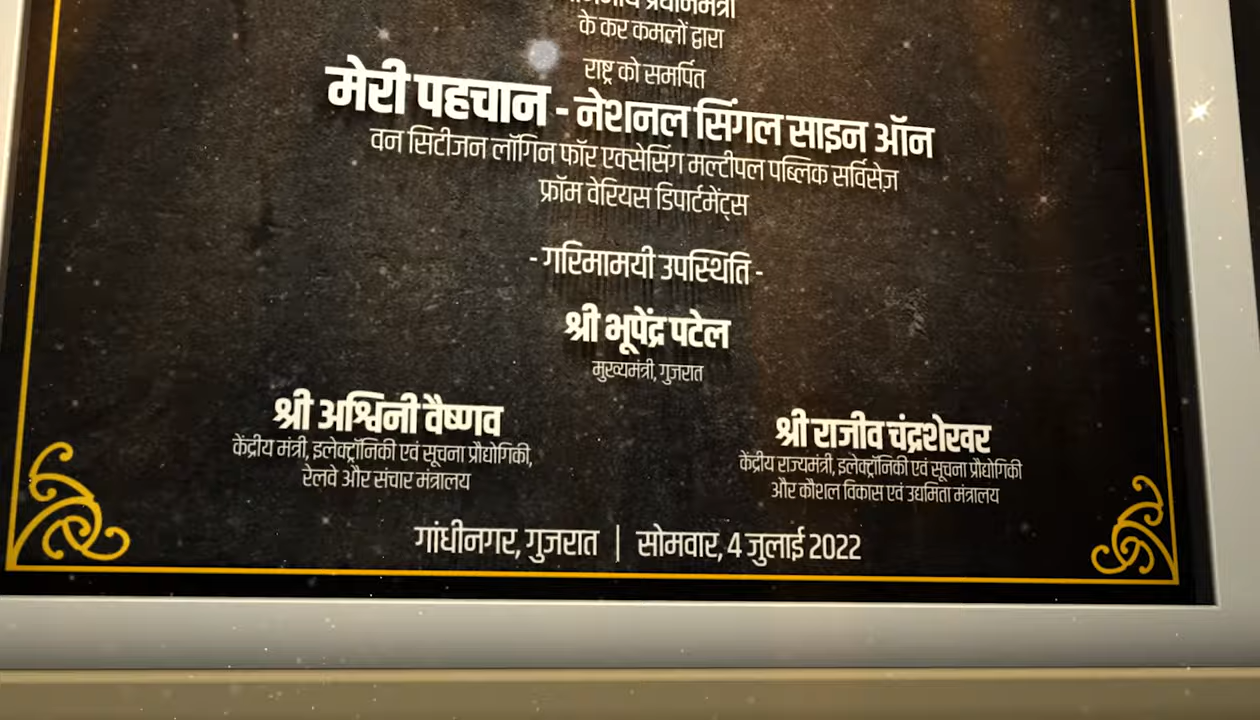 के कर कमलों द्वारा
राष्ट्र को समर्पित
मेरी पहचान - नेशनल सिंगल साइन ऑन
वन सिटीजन लॉगिन फॉर एक्सेसिंग मल्टीपल पब्लिक सर्विसेज़
फ्रॉम वेरियस डिपार्टमेंट्स
- गरिमामयी उपस्थिति -
श्री भूपेंद्र पटेल
मुख्यमंत्री, गुजरात
श्री अश्विनी वैष्णव
केंद्रीय मंत्री, इलेक्ट्रॉनिकी एवं सूचना प्रौद्योगिकी,
रेलवे और संचार मंत्रालय
श्री राजीव चंद्रशेखर
केंद्रीय राज्यमंत्री, इलेक्ट्रॉनिकी एवं सूचना प्रौद्योगिकी
और कौशल विकास एवं उद्यमिता मंत्रालय
गांधीनगर, गुजरात | सोमवार, 4 जुलाई 2022